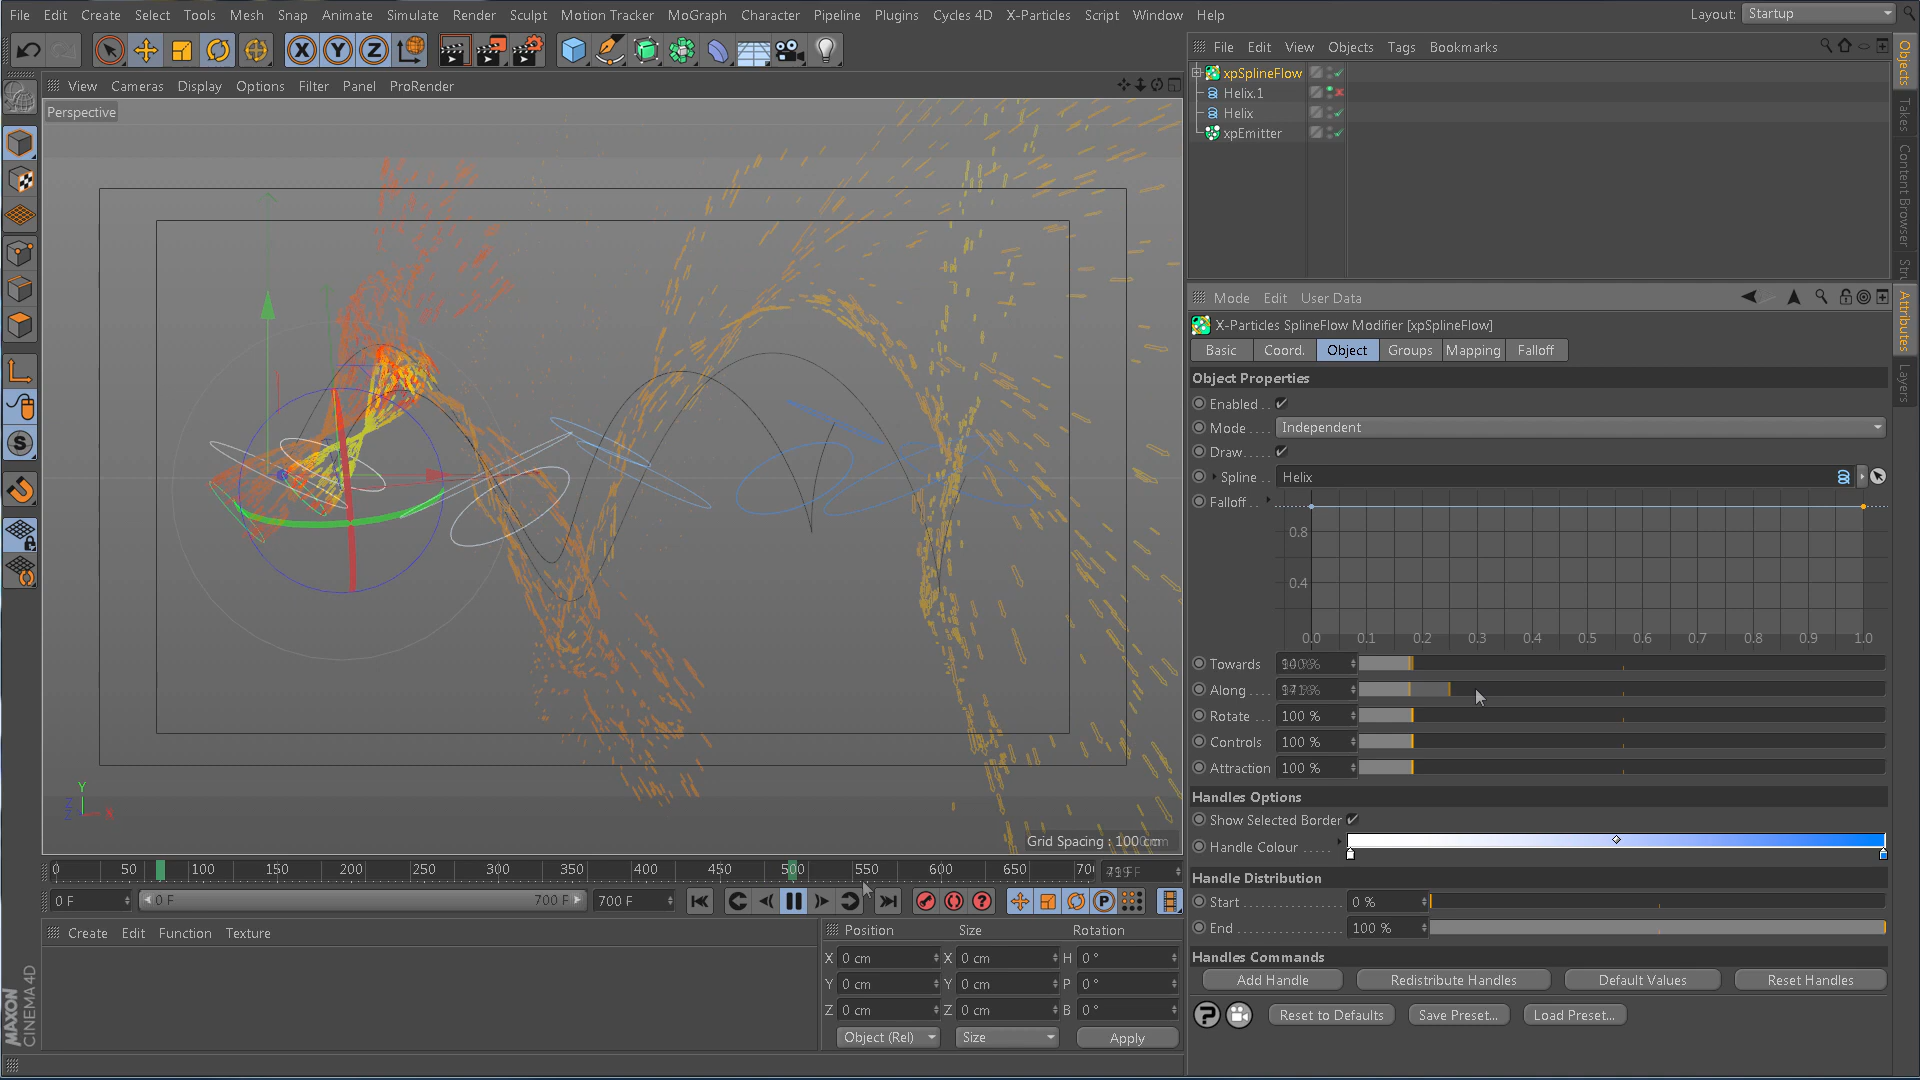 File Edit Create Select Tools Mesh Snap Animate Simulate Render Sculpt Motion Tracker MoGraph Character Pipeline Plugins Cycles 4D X-Particles Script Window Help Layout: Startup
File Edit View Objects Tags Bookmarks
xpSplineFlow
Helix.1
Helix
xpEmitter
View Cameras Display Options Filter Panel ProRender
Perspective
X Y Z
Y
Grid Spacing : 1000 cm
Objects
Takes
Content Browser
Attributes
Layers
Mode Edit User Data
X-Particles SplineFlow Modifier [xpSplineFlow]
Basic Coord. Object Groups Mapping Falloff
Object Properties
Enabled . .
Mode . . . . Independent
Draw . . . .
Spline . . Helix
Falloff . .
0.8
0.4
0.0 0.1 0.2 0.3 0.4 0.5 0.6 0.7 0.8 0.9 1.0
Towards
Along . . . .
Rotate . . . 100 %
Controls 100 %
Attraction 100 %
Handles Options
Show Selected Border
Handle Colour . . . . .
Handle Distribution
Start 0 %
End 100 %
Handles Commands
Add Handle Redistribute Handles Default Values Reset Handles
Reset to Defaults Save Preset... Load Preset...
0 50 100 150 200 250 300 350 400 450 500 550 600 650
0 F 0 F 700 F 700 F
Create Edit Function Texture
Position Size Rotation
X 0 cm X 0 cm H 0 °
Y 0 cm Y 0 cm P 0 °
Z 0 cm Z 0 cm B 0 °
Object (Rel) Size Apply
MAXON
CINEMA 4D